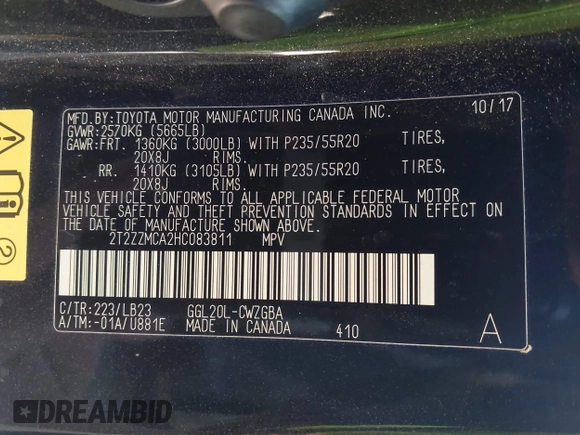 MFD.BY:TOYOTA MOTOR MANUFACTURING CANADA INC. 10/17
GVWR:2570KG (5665LB)
GAWR:FRT. 1360KG (3000LB) WITH P235/55R20 TIRES,
20X8J RIMS.
RR. 1410KG (3105LB) WITH P235/55R20 TIRES,
20X8J RIMS.
THIS VEHICLE CONFORMS TO ALL APPLICABLE FEDERAL MOTOR
VEHICLE SAFETY AND THEFT PREVENTION STANDARDS IN EFFECT ON
THE DATE OF MANUFACTURE SHOWN ABOVE.
2T2ZZMCA2HC083811 MPV
C/TR:223/LB23 GGL20L-CWZGBA
A/TM:-01A/U881E MADE IN CANADA 410 A
2
DREAMBID